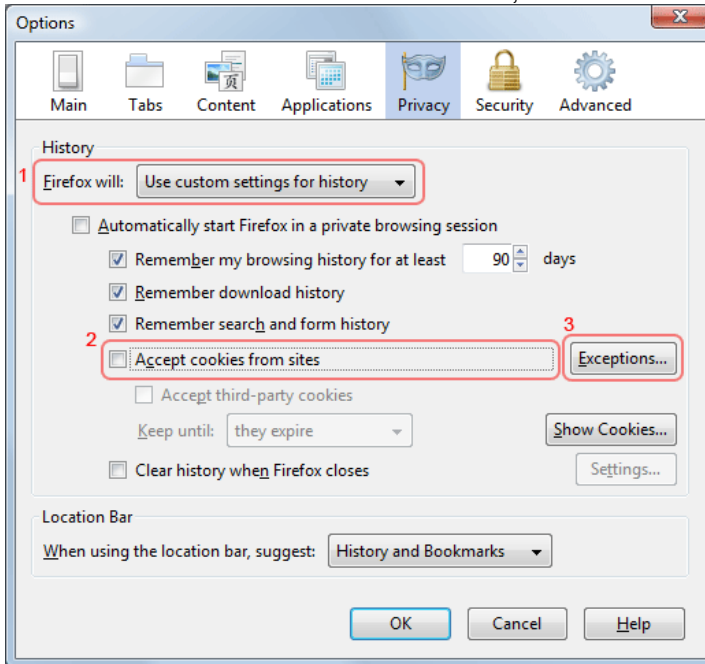 Options
Main Tabs Content Applications Privacy Security Advanced
页
History
1 Firefox will: Use custom settings for history
Automatically start Firefox in a private browsing session
Remember my browsing history for at least 90 days
Remember download history
Remember search and form history
2 3
Accept cookies from sites Exceptions...
Accept third-party cookies
Keep until: they expire Show Cookies...
Clear history when Firefox closes Settings...
Location Bar
When using the location bar, suggest: History and Bookmarks
OK Cancel Help